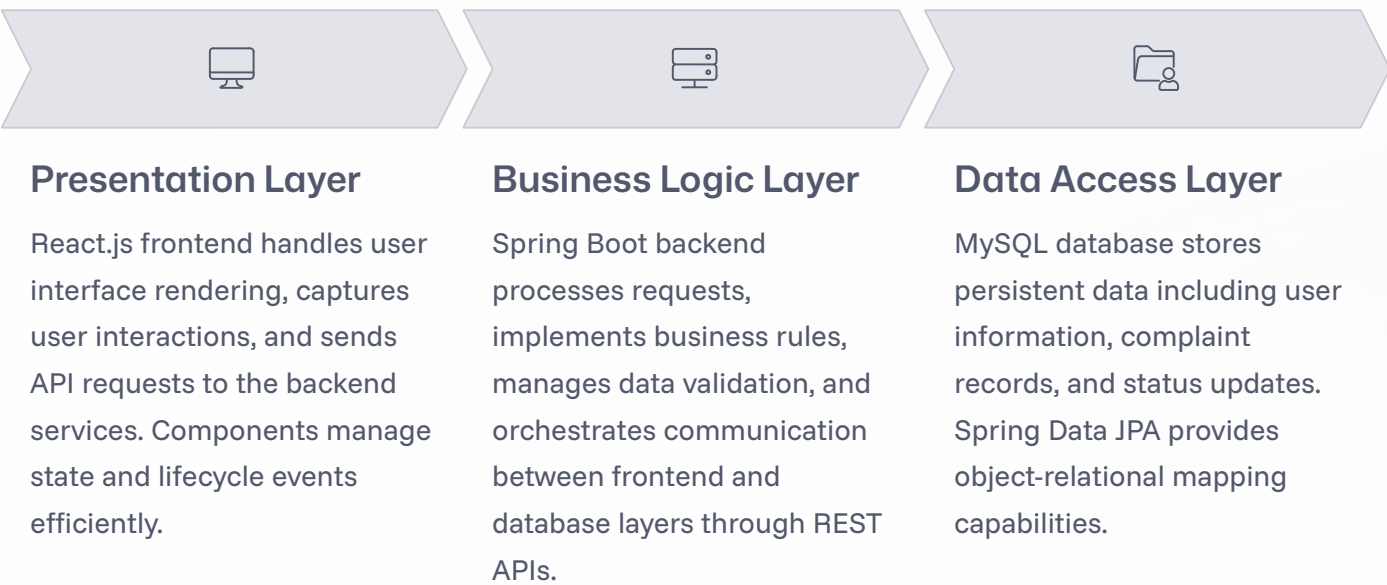 Presentation Layer
React.js frontend handles user
interface rendering, captures
user interactions, and sends
API requests to the backend
services. Components manage
state and lifecycle events
efficiently.
Business Logic Layer
Spring Boot backend
processes requests,
implements business rules,
manages data validation, and
orchestrates communication
between frontend and
database layers through REST
APIs.
Data Access Layer
MySQL database stores
persistent data including user
information, complaint
records, and status updates.
Spring Data JPA provides
object-relational mapping
capabilities.